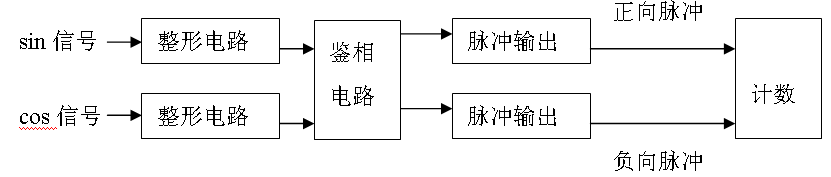 正向脉冲
sin 信号
整形电路
鉴相
电路
脉冲输出
计数
cos 信号
整形电路
脉冲输出
负向脉冲